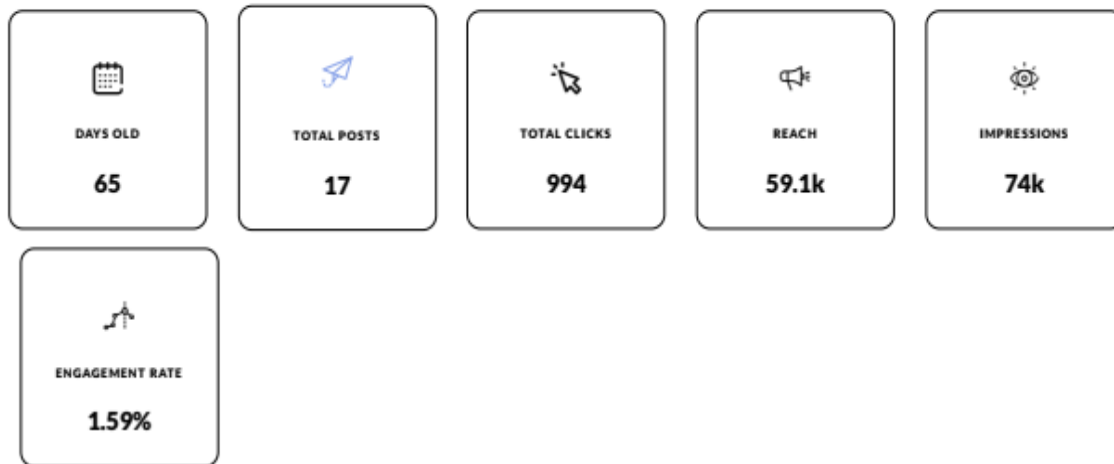 DAYS OLD
65
TOTAL POSTS
17
TOTAL CLICKS
994
REACH
59.1k
IMPRESSIONS
74k
ENGAGEMENT RATE
1.59%